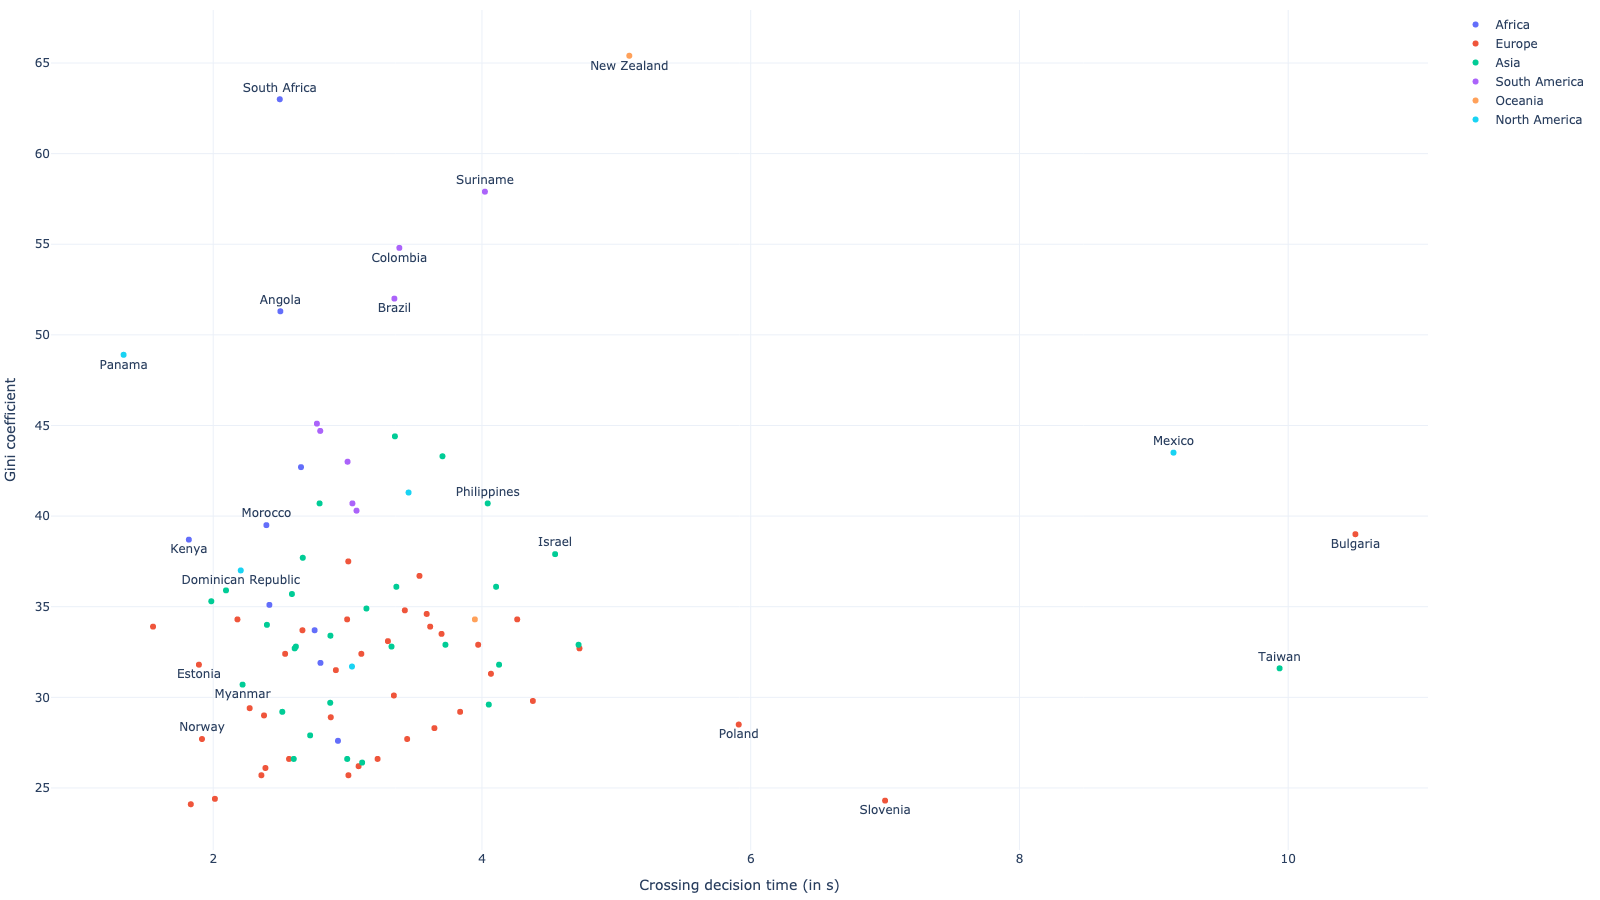 Africa
Europe
Asia
South America
Oceania
North America
65
60
55
50
45
40
35
30
25
Gini coefficient
New Zealand
South Africa
Suriname
Colombia
Angola
Brazil
Panama
Mexico
Philippines
Morocco
Israel
Bulgaria
Kenya
Dominican Republic
Taiwan
Estonia
Myanmar
Norway
Poland
Slovenia
2
4
6
8
10
Crossing decision time (in s)